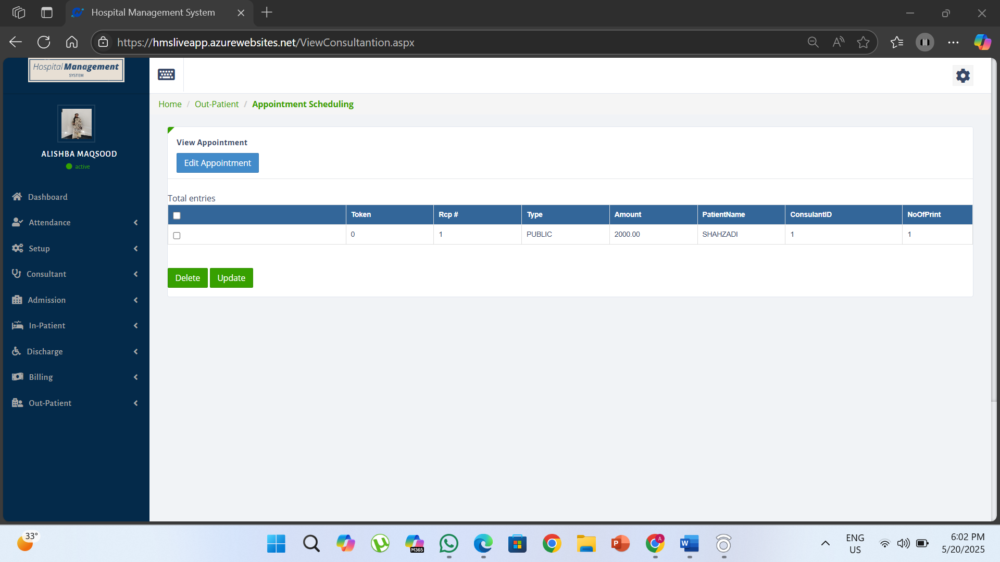 Hospital Management System
https://hmsliveapp.azurewebsites.net/ViewConsultantion.aspx
Hospital Management
SYSTEM
Home / Out-Patient / Appointment Scheduling
ALISHBA MAQSOOD
active
Dashboard
Attendance
Setup
Consultant
Admission
In-Patient
Discharge
Billing
Out-Patient
View Appointment
Edit Appointment
Total entries
Token Rcp # Type Amount PatientName ConsulantID NoOfPrint
0 1 PUBLIC 2000.00 SHAHZADI 1 1
Delete Update
33°
M365
A
P
W
ENG
US
6:02 PM
5/20/2025